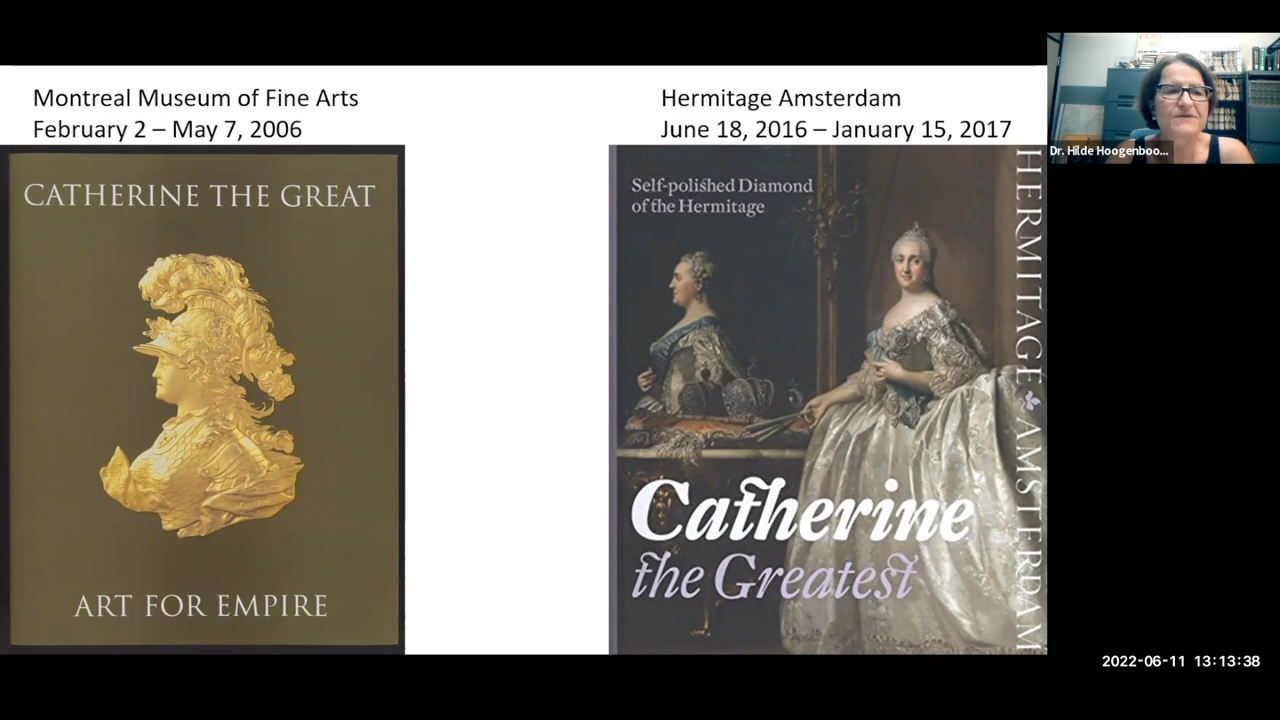 Montreal Museum of Fine Arts
February 2 – May 7, 2006
CATHERINE THE GREAT
ART FOR EMPIRE
Hermitage Amsterdam
June 18, 2016 – January 15, 2017
Self-polished Diamond
of the Hermitage
Catherine
the Greatest
HERMITAGE AMSTERDAM
Dr. Hilde Hoogenboo...
2022-06-11 13:13:38